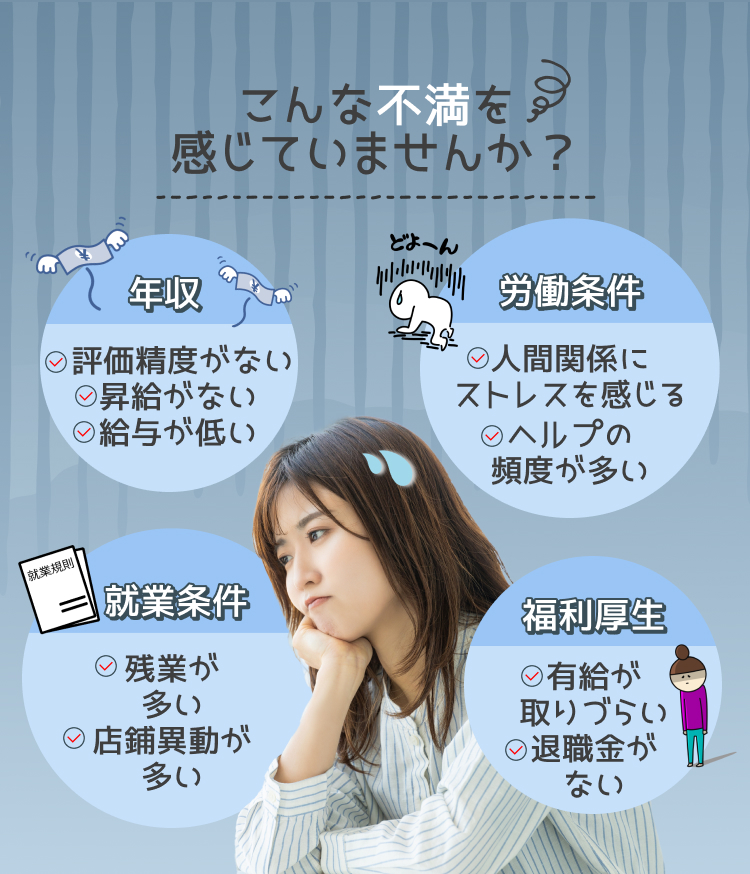 こんな不満を
感じていませんか？
年収
評価精度がない
昇給がない
給与が低い
どよーん
労働条件
人間関係に
ストレスを感じる
ヘルプの
頻度が多い
就業規則
就業条件
残業が
多い
店舗異動が
多い
福利厚生
有給が
取りづらい
退職金が
ない